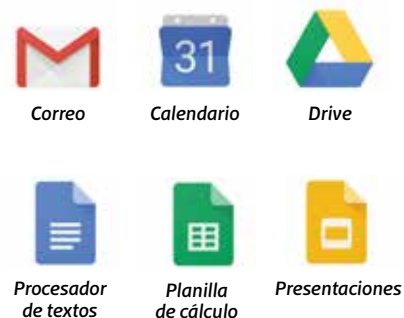 31
Correo
Calendario
Drive
Procesador
de textos
Planilla
de cálculo
Presentaciones